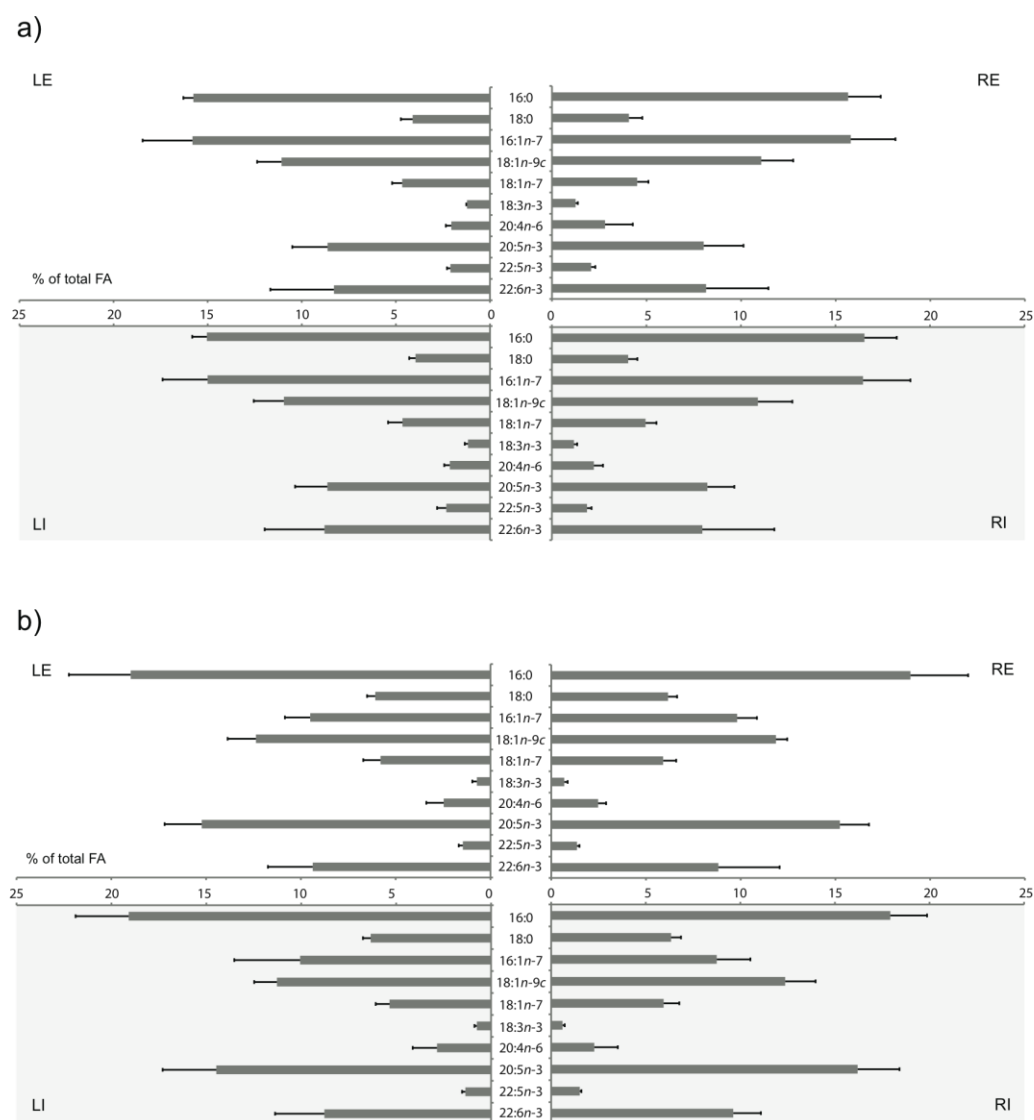 a)
LE
RE
16:0
18:0
16:1n-7
18:1n-9c
18:1n-7
18:3n-3
20:4n-6
20:5n-3
22:5n-3
22:6n-3
% of total FA
25 20 15 10 5 0 0 5 10 15 20 25
16:0
18:0
16:1n-7
18:1n-9c
18:1n-7
18:3n-3
20:4n-6
20:5n-3
22:5n-3
22:6n-3
LI
RI
b)
LE
RE
16:0
18:0
16:1n-7
18:1n-9c
18:1n-7
18:3n-3
20:4n-6
20:5n-3
22:5n-3
22:6n-3
% of total FA
25 20 15 10 5 0 0 5 10 15 20 25
16:0
18:0
16:1n-7
18:1n-9c
18:1n-7
18:3n-3
20:4n-6
20:5n-3
22:5n-3
22:6n-3
LI
RI